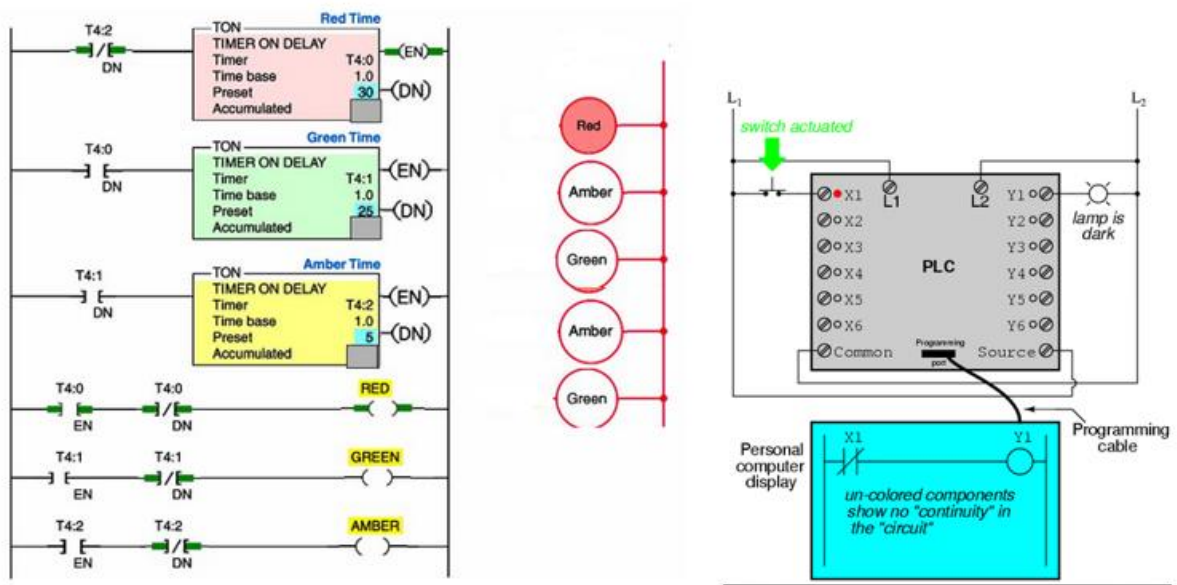 Red Time
T4:2
DN
TON
TIMER ON DELAY
Timer T4:0
Time base 1.0
Preset 30
Accumulated
(EN)
(DN)
Green Time
T4:0
DN
TON
TIMER ON DELAY
Timer T4:1
Time base 1.0
Preset 25
Accumulated
(EN)
(DN)
Amber Time
T4:1
DN
TON
TIMER ON DELAY
Timer T4:2
Time base 1.0
Preset 5
Accumulated
(EN)
(DN)
T4:0 T4:0 RED
EN DN
T4:1 T4:1 GREEN
EN DN
T4:2 T4:2 AMBER
EN DN
Red
Amber
Green
Amber
Green
L1 L2
switch actuated
X1 L1 L2 Y1
X2 Y2
X3 Y3
X4 Y4
X5 Y5
X6 Y6
PLC
lamp is
dark
Common Programming port Source
Programming
cable
Personal
computer
display
X1 Y1
un-colored components
show no "continuity" in
the "circuit"